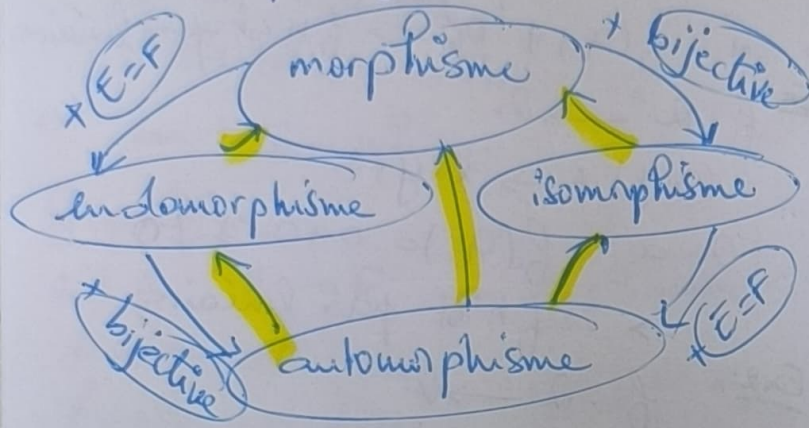 morphisme
+ E=F
+ bijective
endomorphisme
isomorphisme
+ bijective
+ E=F
automorphisme